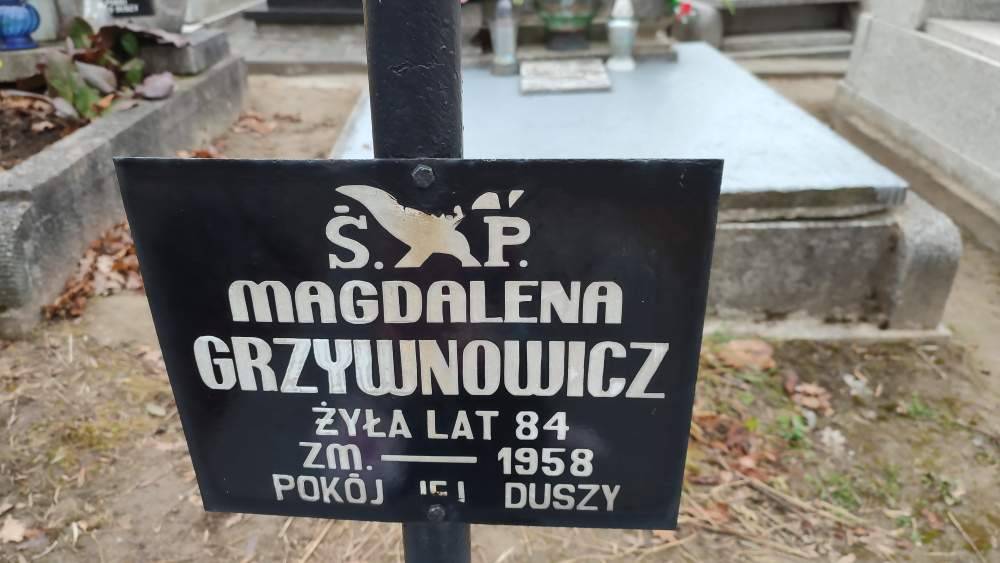 Ś. P.
MAGDALENA
GRZYWNOWICZ
ŻYŁA LAT 84
ZM. — 1958
POKÓJ JEJ DUSZY